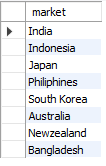 market
India
Indonesia
Japan
Philiphines
South Korea
Australia
Newzealand
Bangladesh